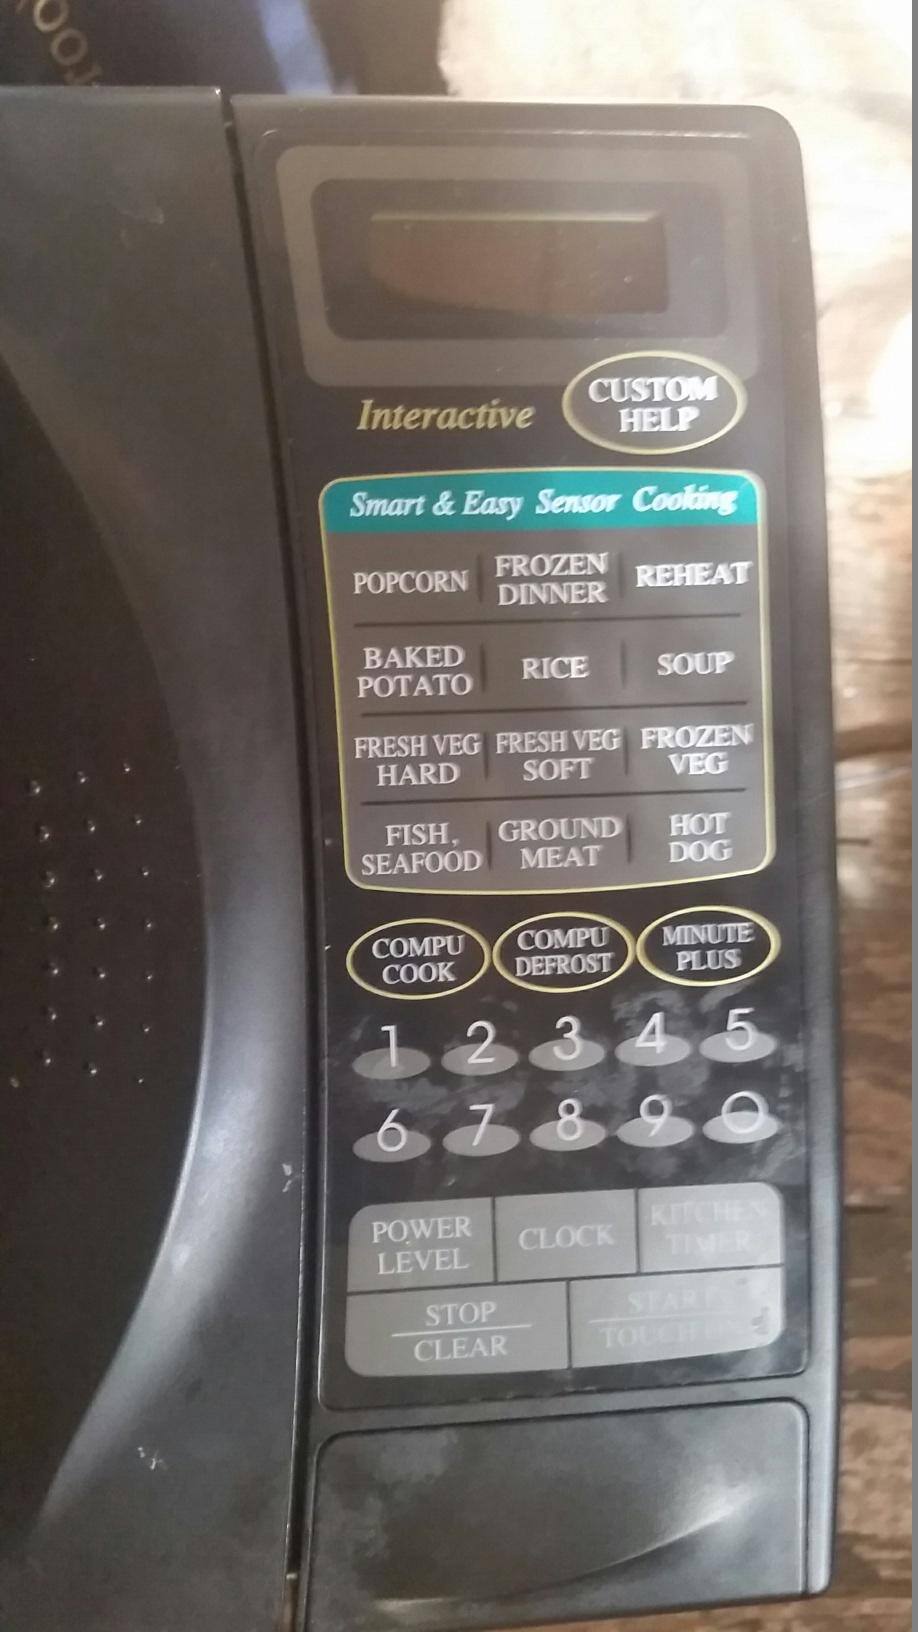 Interactive
CUSTOM
HELP
Smart & Easy Sensor Cooking
POPCORN
FROZEN
DINNER
REHEAT
BAKED
POTATO
RICE
SOUP
FRESH VEG
HARD
FRESH VEG
SOFT
FROZEN
VEG
FISH,
SEAFOOD
GROUND
MEAT
HOT
DOG
COMPU
COOK
COMPU
DEFROST
MINUTE
PLUS
1 2 3 4 5
6 7 8 9 0
POWER
LEVEL
CLOCK
KITCHEN
TIMER
STOP
CLEAR
START
TOUCH